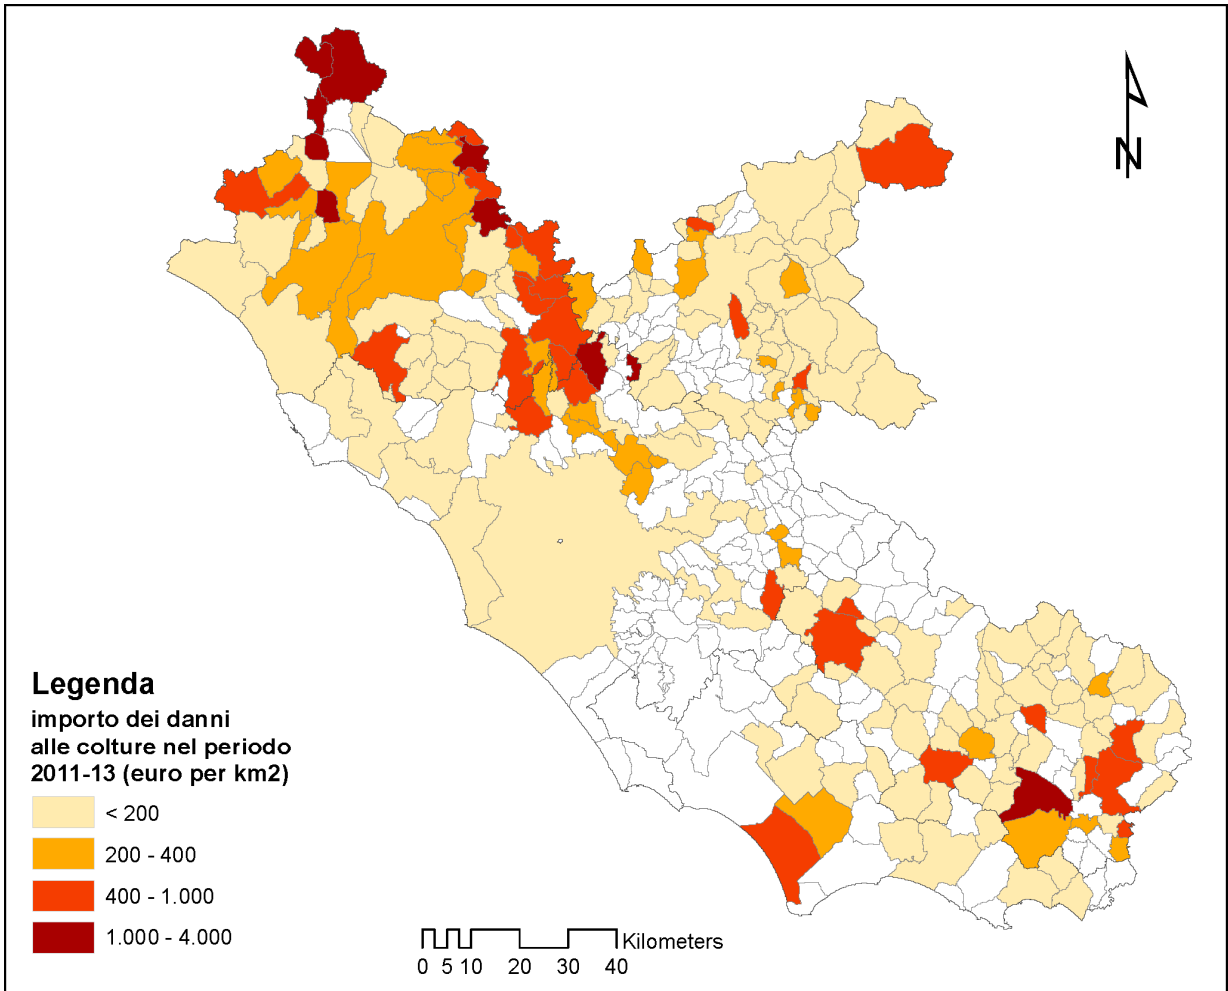 N
Legenda
importo dei danni
alle colture nel periodo
2011-13 (euro per km2)
< 200
200 - 400
400 - 1.000
1.000 - 4.000
Kilometers
0 5 10 20 30 40